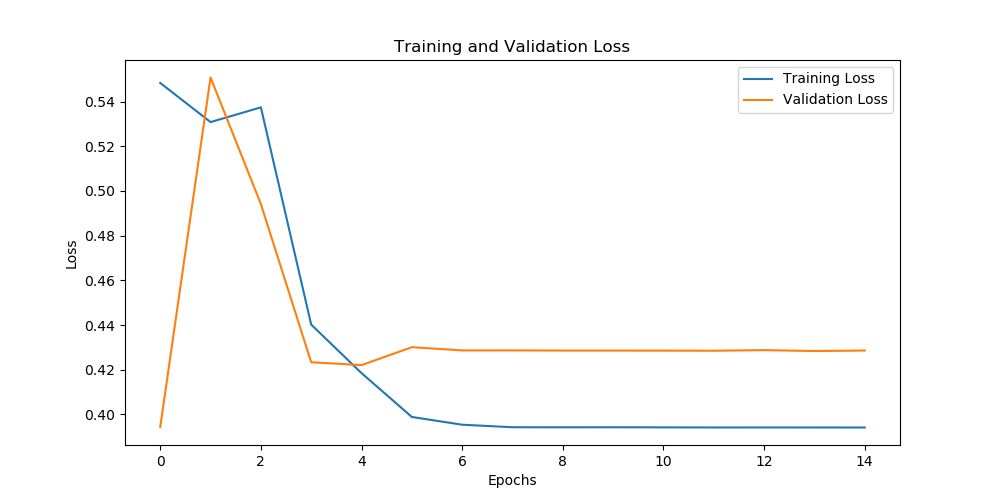 Training and Validation Loss
Training Loss
Validation Loss
0.54
0.52
0.50
0.48
0.46
0.44
0.42
0.40
Loss
0 2 4 6 8 10 12 14
Epochs